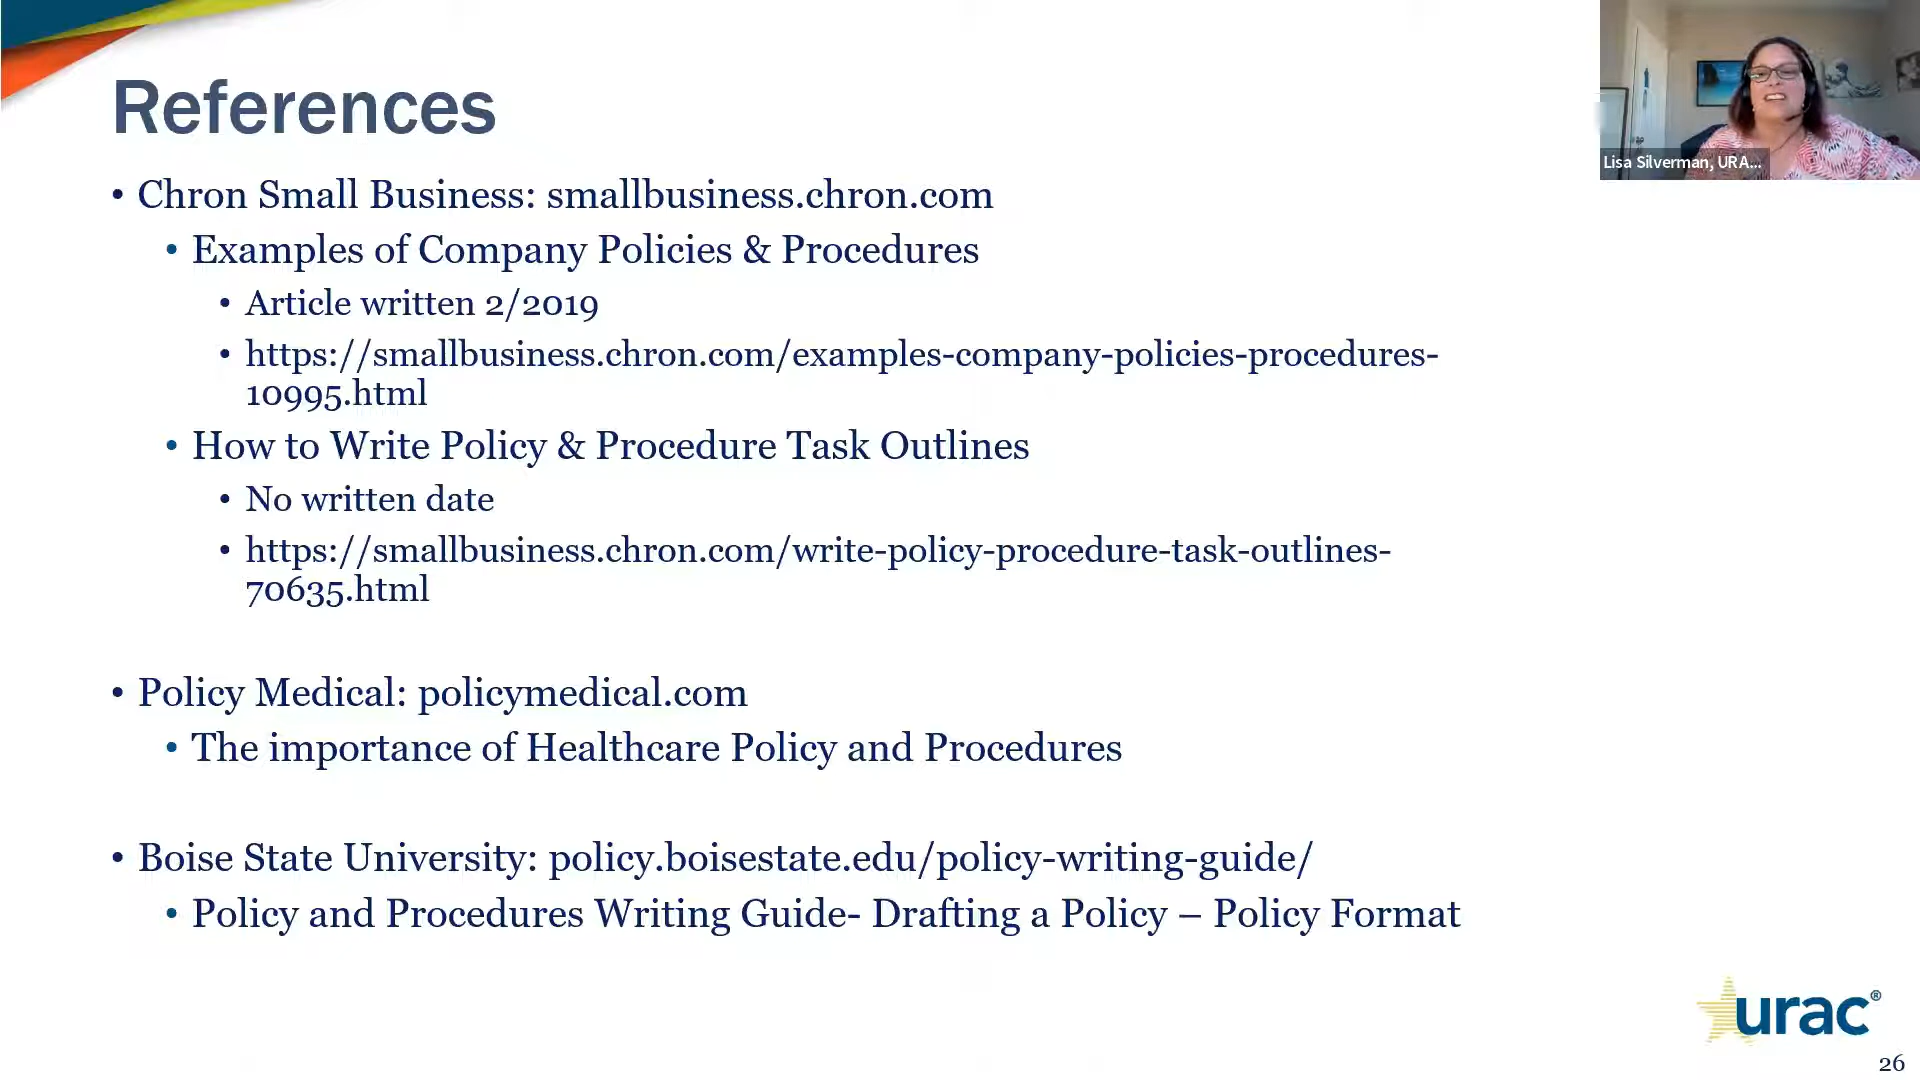 References
• Chron Small Business: smallbusiness.chron.com
• Examples of Company Policies & Procedures
• Article written 2/2019
• https://smallbusiness.chron.com/examples-company-policies-procedures-
10995.html
• How to Write Policy & Procedure Task Outlines
• No written date
• https://smallbusiness.chron.com/write-policy-procedure-task-outlines-
70635.html
• Policy Medical: policymedical.com
• The importance of Healthcare Policy and Procedures
• Boise State University: policy.boisestate.edu/policy-writing-guide/
• Policy and Procedures Writing Guide- Drafting a Policy – Policy Format
Lisa Silverman, URA...
urac®
26